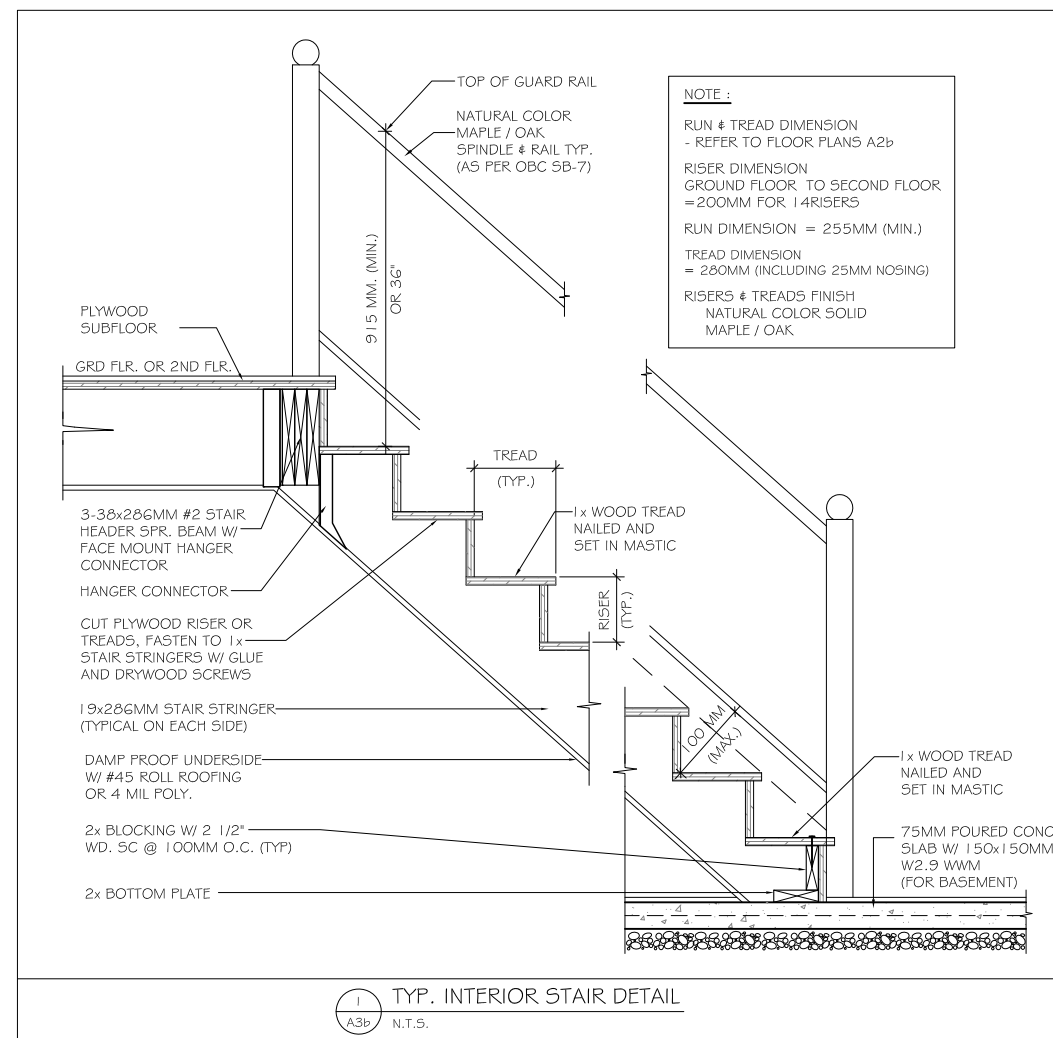 TOP OF GUARD RAIL
NATURAL COLOR
MAPLE / OAK
SPINDLE & RAIL TYP.
(AS PER OBC SB-7)
NOTE :
RUN & TREAD DIMENSION
- REFER TO FLOOR PLANS A2b
RISER DIMENSION
GROUND FLOOR TO SECOND FLOOR
=200MM FOR 14RISERS
RUN DIMENSION = 255MM (MIN.)
TREAD DIMENSION
= 280MM (INCLUDING 25MM NOSING)
RISERS & TREADS FINISH
NATURAL COLOR SOLID
MAPLE / OAK
915 MM. (MIN.)
OR 36"
PLYWOOD
SUBFLOOR
GRD FLR. OR 2ND FLR.
TREAD
(TYP.)
1x WOOD TREAD
NAILED AND
SET IN MASTIC
3-38x286MM #2 STAIR
HEADER SPR. BEAM W/
FACE MOUNT HANGER
CONNECTOR
HANGER CONNECTOR
RISER
(TYP.)
CUT PLYWOOD RISER OR
TREADS, FASTEN TO 1x
STAIR STRINGERS W/ GLUE
AND DRYWOOD SCREWS
19x286MM STAIR STRINGER
(TYPICAL ON EACH SIDE)
100 MM
(MAX.)
DAMP PROOF UNDERSIDE
W/ #45 ROLL ROOFING
OR 4 MIL POLY.
1x WOOD TREAD
NAILED AND
SET IN MASTIC
2x BLOCKING W/ 2 1/2"
WD. SC @ 100MM O.C. (TYP)
75MM POURED CONC
SLAB W/ 150x150MM
W2.9 WWM
(FOR BASEMENT)
2x BOTTOM PLATE
1
A3b
TYP. INTERIOR STAIR DETAIL
N.T.S.